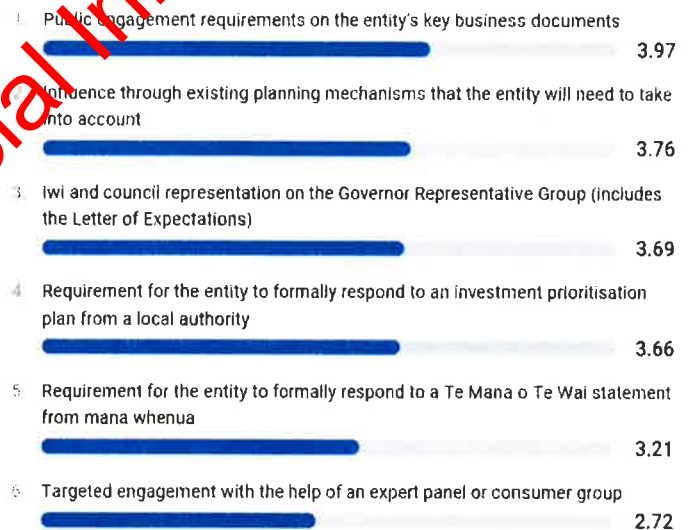 1. Public engagement requirements on the entity's key business documents
3.97
2. Influence through existing planning mechanisms that the entity will need to take
into account
3.76
3. Iwi and council representation on the Governor Representative Group (includes
the Letter of Expectations)
3.69
4. Requirement for the entity to formally respond to an investment prioritisation
plan from a local authority
3.66
5. Requirement for the entity to formally respond to a Te Mana o Te Wai statement
from mana whenua
3.21
6. Targeted engagement with the help of an expert panel or consumer group
2.72